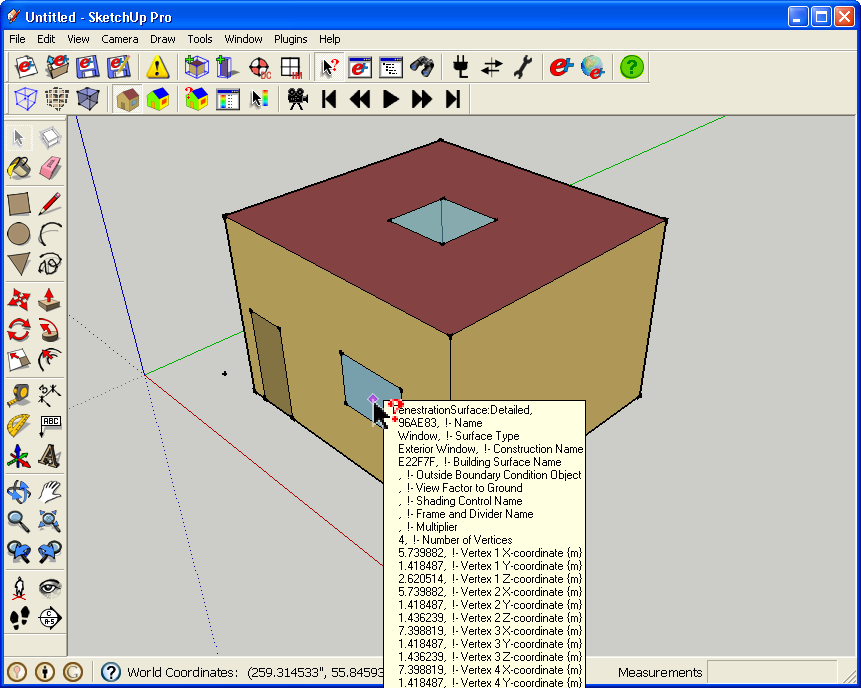 Untitled - SketchUp Pro
File Edit View Camera Draw Tools Window Plugins Help
DC
ABC
A
C
A-5
enestrationSurface:Detailed,
96AE83, !- Name
Window, !- Surface Type
Exterior Window, !- Construction Name
E22F7F, !- Building Surface Name
, !- Outside Boundary Condition Object
, !- View Factor to Ground
, !- Shading Control Name
, !- Frame and Divider Name
, !- Multiplier
4, !- Number of Vertices
5.739882, !- Vertex 1 X-coordinate {m}
1.418487, !- Vertex 1 Y-coordinate {m}
2.620514, !- Vertex 1 Z-coordinate {m}
5.739882, !- Vertex 2 X-coordinate {m}
1.418487, !- Vertex 2 Y-coordinate {m}
1.436239, !- Vertex 2 Z-coordinate {m}
7.398819, !- Vertex 3 X-coordinate {m}
1.418487, !- Vertex 3 Y-coordinate {m}
1.436239, !- Vertex 3 Z-coordinate {m}
7.398819, !- Vertex 4 X-coordinate {m}
1.418487, !- Vertex 4 Y-coordinate {m}
World Coordinates: (259.314533", 55.84593
Measurements